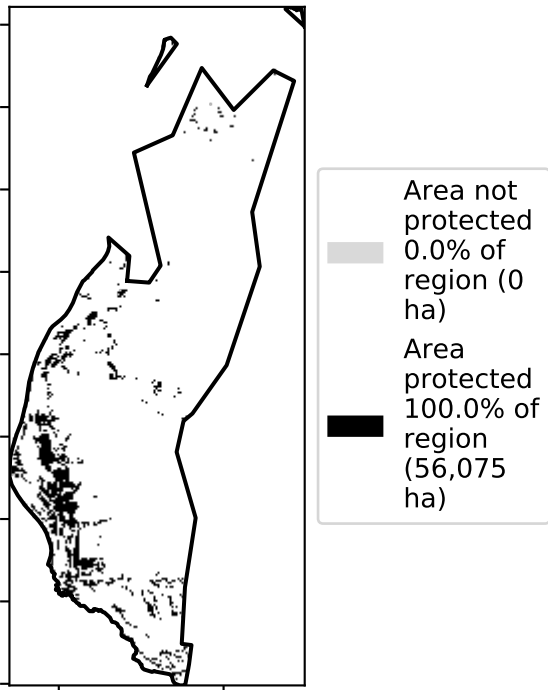 Area not
protected
0.0% of
region (0
ha)
Area
protected
100.0% of
region
(56,075
ha)